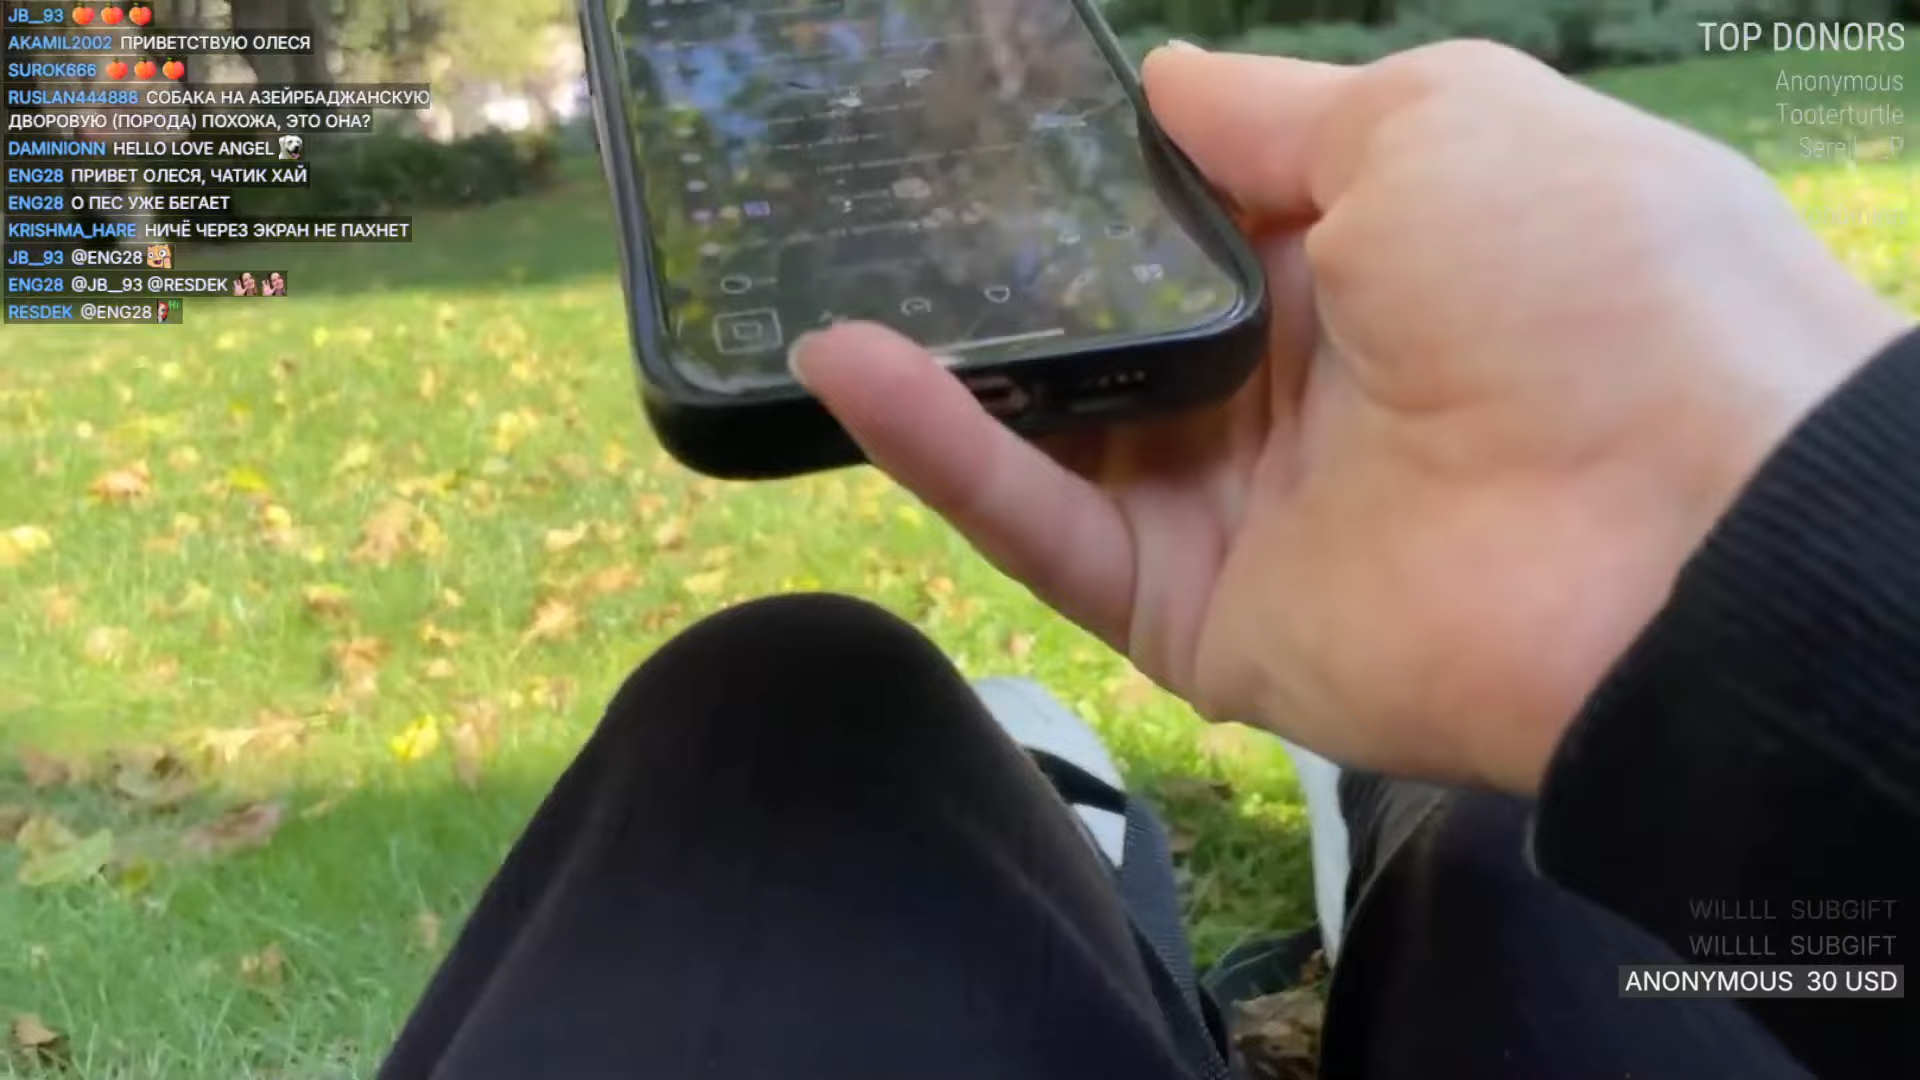 JB__93
AKAMIL2002 ПРИВЕТСТВУЮ ОЛЕСЯ
SUROK666
RUSLAN444888 СОБАКА НА АЗЕЙРБАДЖАНСКУЮ
ДВОРОВУЮ (ПОРОДА) ПОХОЖА, ЭТО ОНА?
DAMINIONN HELLO LOVE ANGEL
ENG28 ПРИВЕТ ОЛЕСЯ, ЧАТИК ХАЙ
ENG28 О ПЕС УЖЕ БЕГАЕТ
KRISHMA_HARE НИЧЁ ЧЕРЕЗ ЭКРАН НЕ ПАХНЕТ
JB__93 @ENG28
ENG28 @JB__93 @RESDEK
RESDEK @ENG28
TOP DONORS
Anonymous
Tooterturtle
WILLLL SUBGIFT
WILLLL SUBGIFT
ANONYMOUS 30 USD